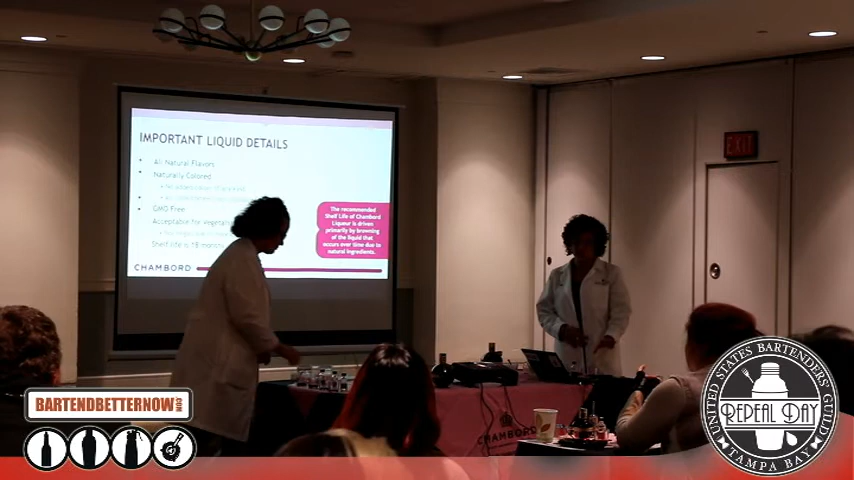 IMPORTANT LIQUID DETAILS
• All Natural Flavors
• Naturally Colored
• GMO Free
Acceptable for
Shelf life is 18
The recommended
Shelf Life of Chambord
Liqueur is driven
primarily by browning
of the liquid that
occurs over time due to
natural ingredients.
CHAMBORD
EXIT
CHAMBORD
BARTENDBETTERNOW.COM
UNITED STATES BARTENDERS' GUILD
REPEAL DAY
TAMPA BAY